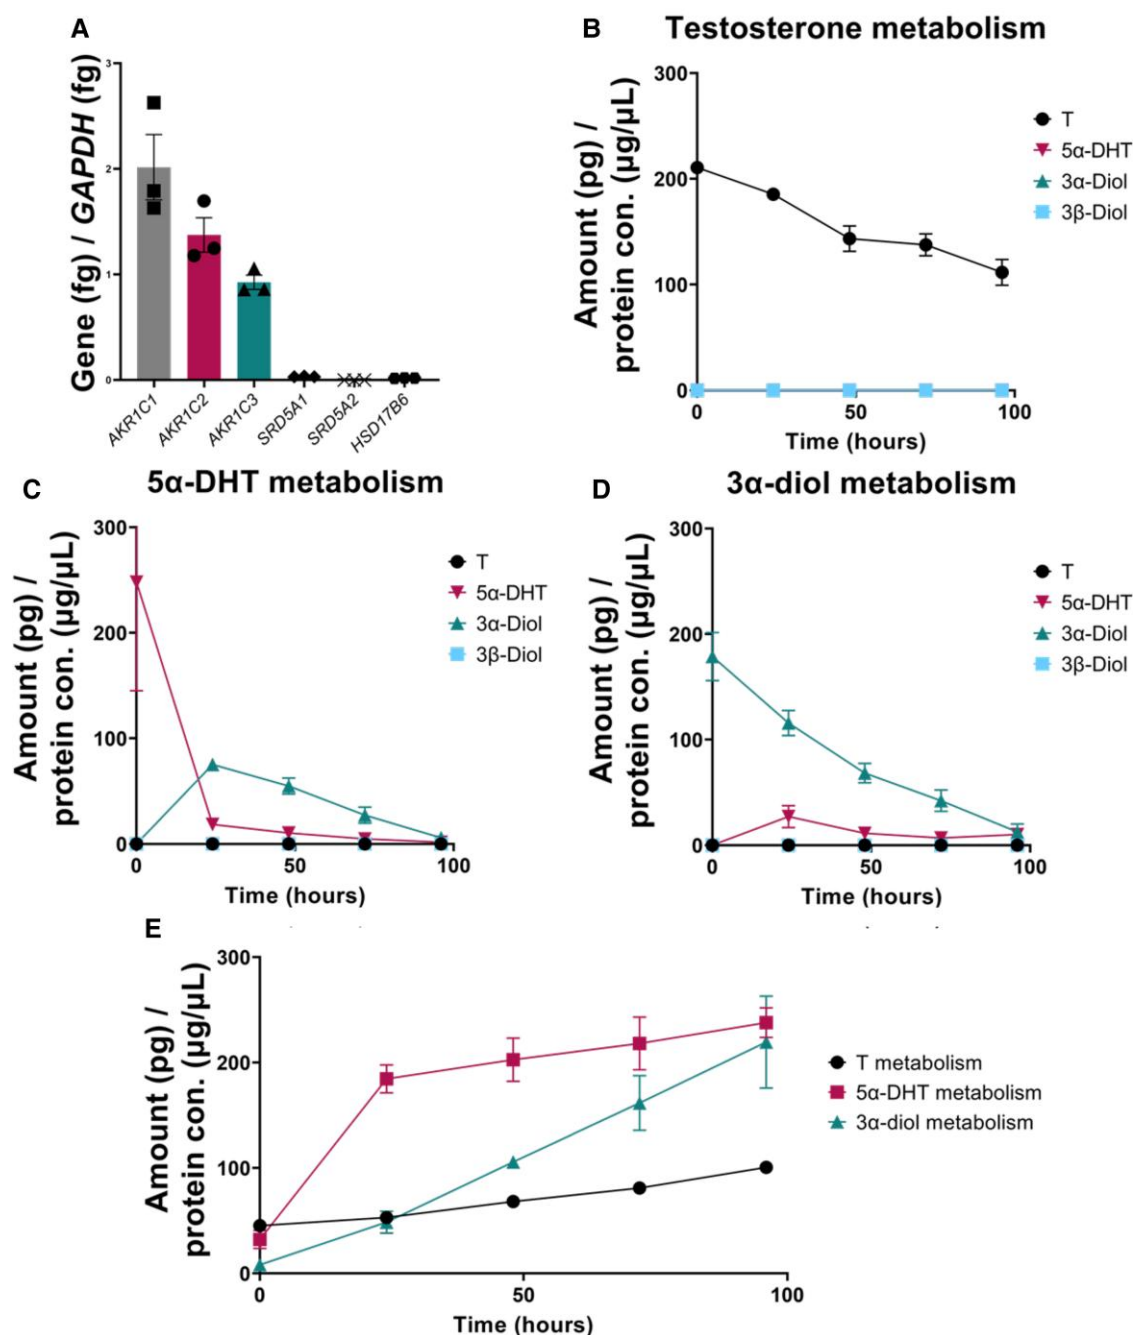 A
Gene (fg) / GAPDH (fg)
3
2
1
0
AKR1C1
AKR1C2
AKR1C3
SRD5A1
SRD5A2
HSD17B6
B
Testosterone metabolism
Amount (pg) /
protein con. (µg/µL)
300
200
100
0
0
50
100
Time (hours)
T
5α-DHT
3α-Diol
3β-Diol
C
5α-DHT metabolism
Amount (pg) /
protein con. (µg/µL)
300
200
100
0
0
50
100
Time (hours)
T
5α-DHT
3α-Diol
3β-Diol
D
3α-diol metabolism
Amount (pg) /
protein con. (µg/µL)
300
200
100
0
0
50
100
Time (hours)
T
5α-DHT
3α-Diol
3β-Diol
E
Amount (pg) /
protein con. (µg/µL)
300
200
100
0
0
50
100
Time (hours)
T metabolism
5α-DHT metabolism
3α-diol metabolism